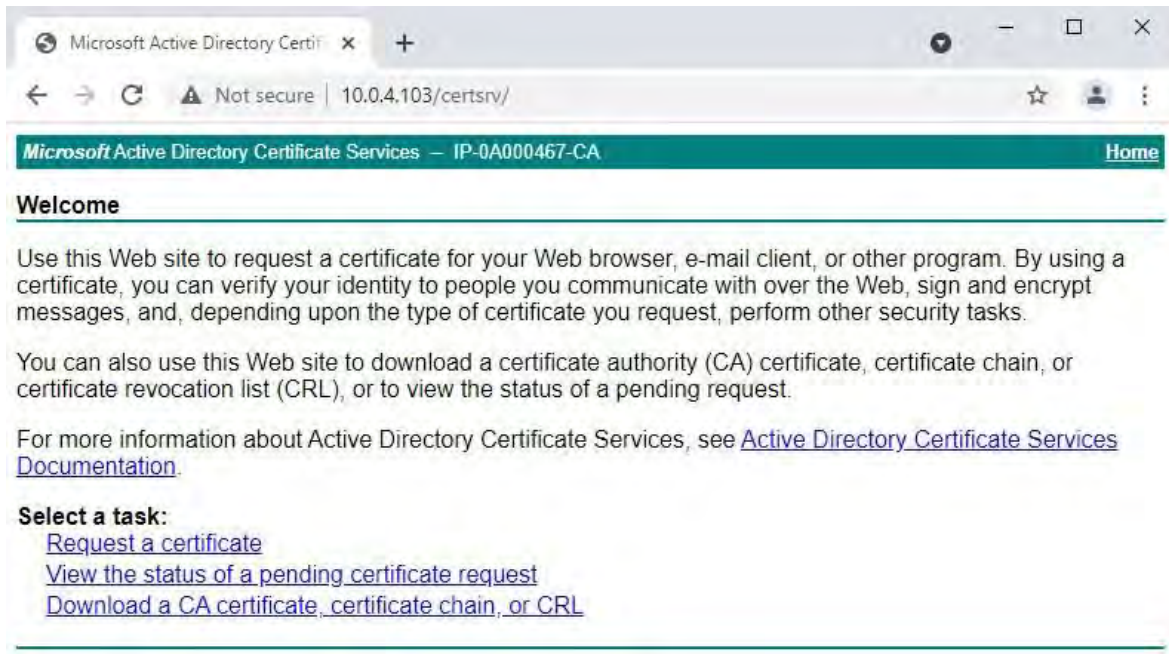 Microsoft Active Directory Certif
Not secure | 10.0.4.103/certsrv/
Microsoft Active Directory Certificate Services – IP-0A000467-CA Home
Welcome
Use this Web site to request a certificate for your Web browser, e-mail client, or other program. By using a
certificate, you can verify your identity to people you communicate with over the Web, sign and encrypt
messages, and, depending upon the type of certificate you request, perform other security tasks.
You can also use this Web site to download a certificate authority (CA) certificate, certificate chain, or
certificate revocation list (CRL), or to view the status of a pending request.
For more information about Active Directory Certificate Services, see Active Directory Certificate Services
Documentation.
Select a task:
Request a certificate
View the status of a pending certificate request
Download a CA certificate, certificate chain, or CRL